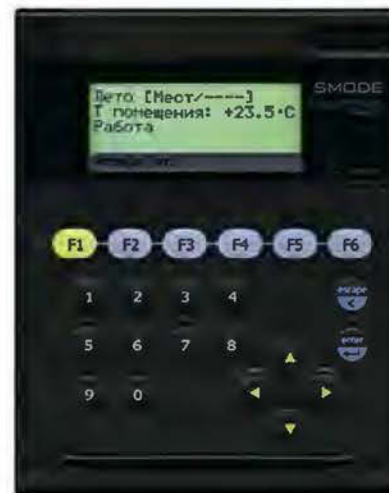 SMODE
Лето [Мест/----]
Т помещения: +23.5°C
Работа
F1 F2 F3 F4 F5 F6
1 2 3 4
escape
5 6 7 8
enter
9 0